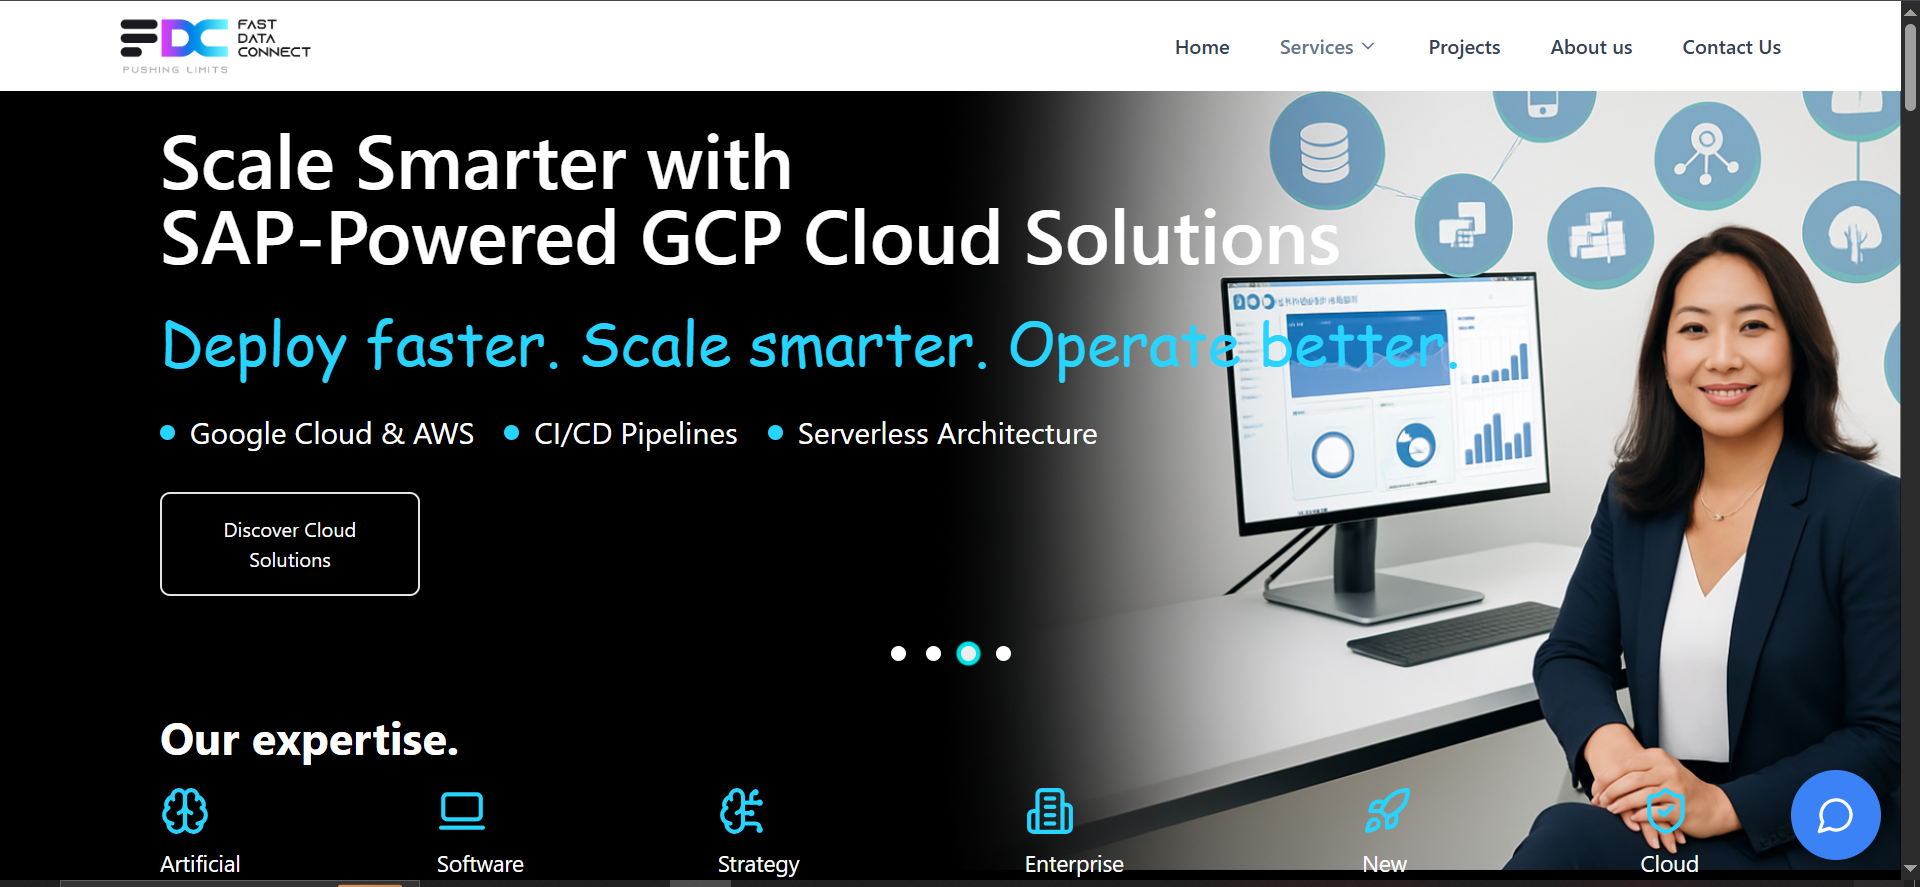 FDC
FAST
DATA
CONNECT
PUSHING LIMITS
Home
Services
Projects
About us
Contact Us
Scale Smarter with
SAP-Powered GCP Cloud Solutions
Deploy faster. Scale smarter. Operate better.
Google Cloud & AWS
CI/CD Pipelines
Serverless Architecture
Discover Cloud
Solutions
Our expertise.
Artificial
Software
Strategy
Enterprise
New
Cloud